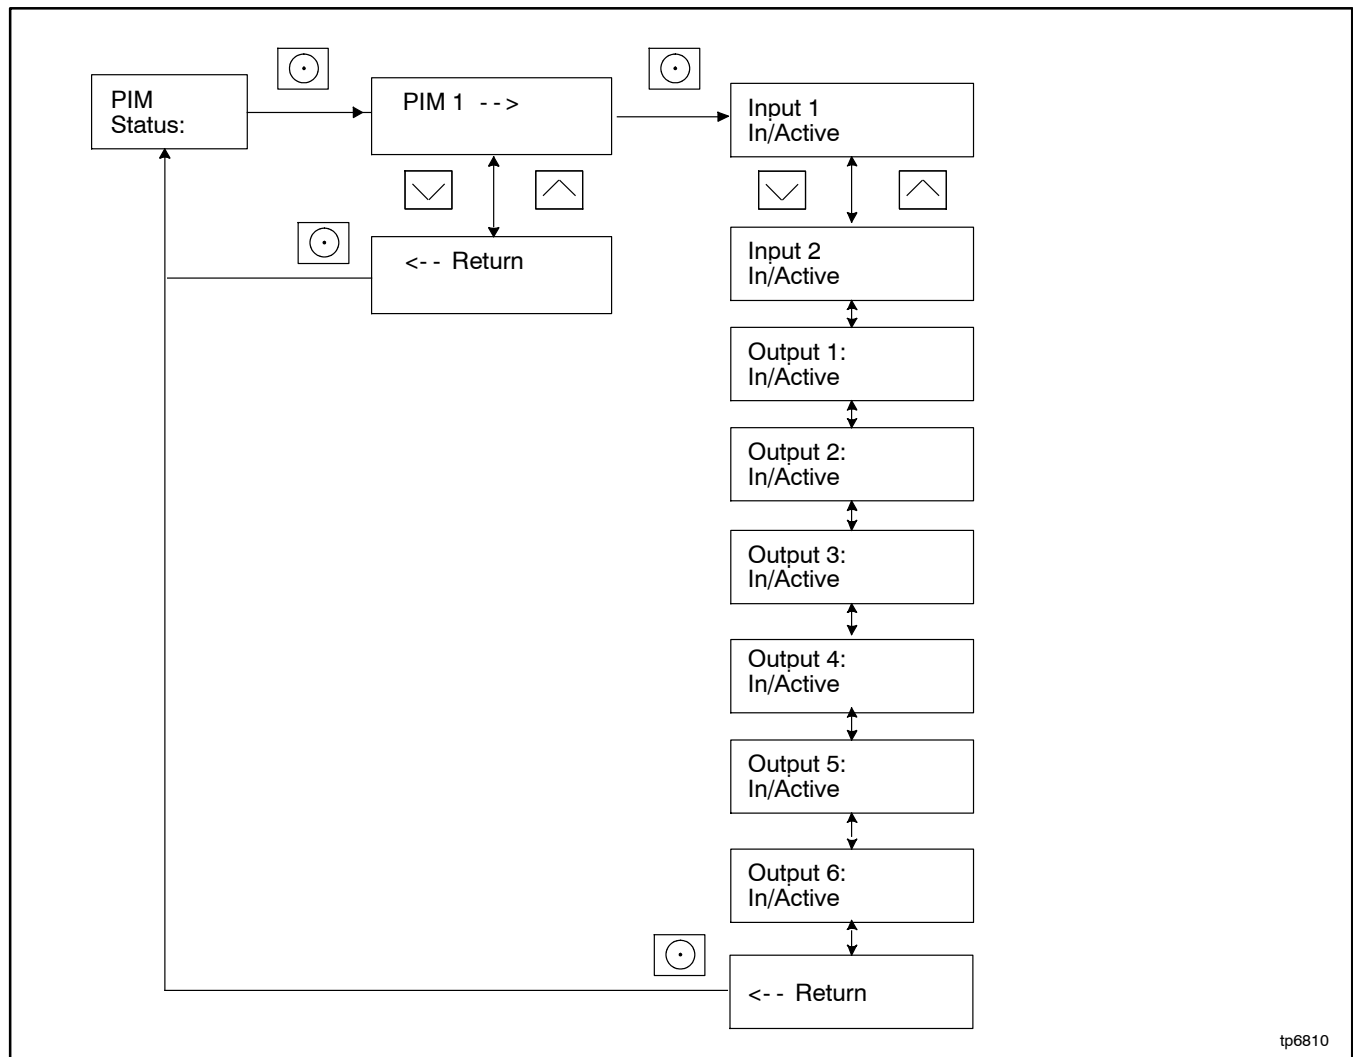 PIM
Status:
PIM 1 - - >
Input 1
In/Active
<- - Return
Input 2
In/Active
Output 1:
In/Active
Output 2:
In/Active
Output 3:
In/Active
Output 4:
In/Active
Output 5:
In/Active
Output 6:
In/Active
<- - Return
tp6810